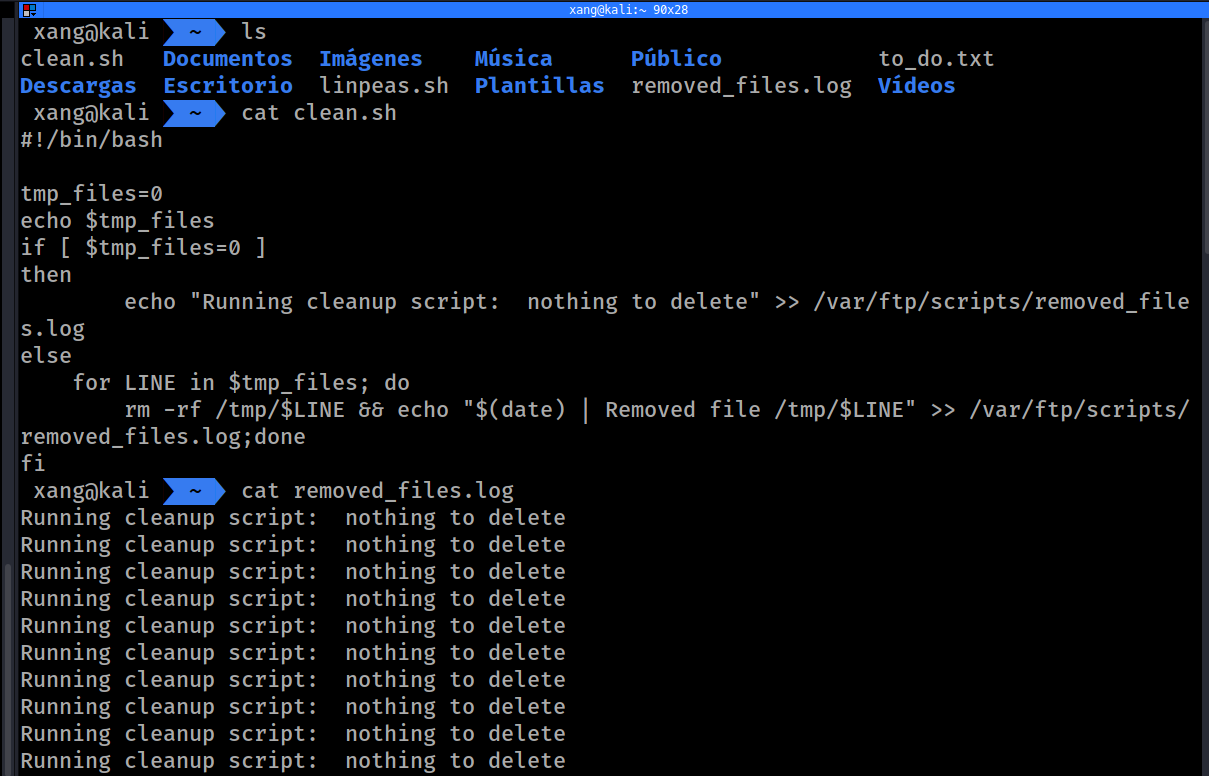 xang@kali:~ 90x28
xang@kali ~ ls
clean.sh Documentos Imágenes Música Público to_do.txt
Descargas Escritorio linpeas.sh Plantillas removed_files.log Vídeos
xang@kali ~ cat clean.sh
#!/bin/bash
tmp_files=0
echo $tmp_files
if [ $tmp_files=0 ]
then
        echo "Running cleanup script:  nothing to delete" >> /var/ftp/scripts/removed_file
s.log
else
    for LINE in $tmp_files; do
        rm -rf /tmp/$LINE && echo "$(date) | Removed file /tmp/$LINE" >> /var/ftp/scripts/
removed_files.log;done
fi
xang@kali ~ cat removed_files.log
Running cleanup script:  nothing to delete
Running cleanup script:  nothing to delete
Running cleanup script:  nothing to delete
Running cleanup script:  nothing to delete
Running cleanup script:  nothing to delete
Running cleanup script:  nothing to delete
Running cleanup script:  nothing to delete
Running cleanup script:  nothing to delete
Running cleanup script:  nothing to delete
Running cleanup script:  nothing to delete